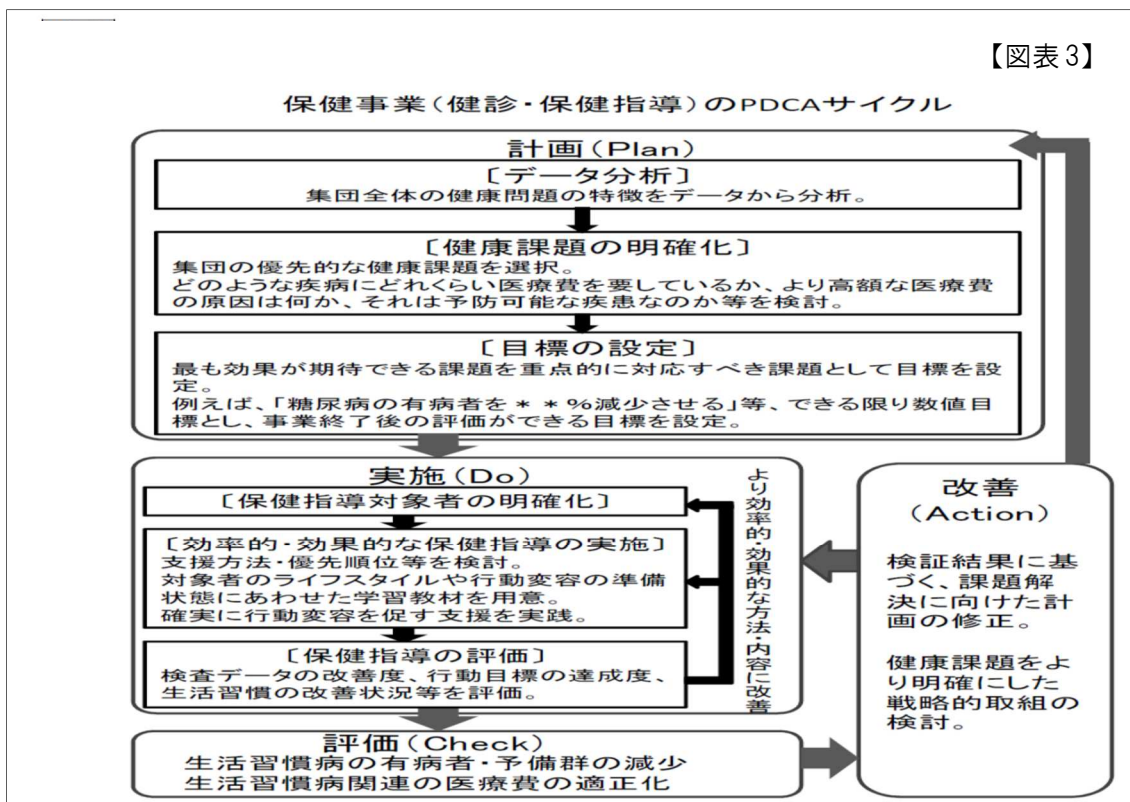 【図表3】
保健事業(健診・保健指導)のPDCAサイクル
計画(Plan)
〔データ分析〕
集団全体の健康問題の特徴をデータから分析。
〔健康課題の明確化〕
集団の優先的な健康課題を選択。
どのような疾病にどれくらい医療費を要しているか、より高額な医療費
の原因は何か、それは予防可能な疾患なのか等を検討。
〔目標の設定〕
最も効果が期待できる課題を重点的に対応すべき課題として目標を設
定。
例えば、「糖尿病の有病者を**%減少させる」等、できる限り数値目
標とし、事業終了後の評価ができる目標を設定。
実施(Do)
〔保健指導対象者の明確化〕
〔効率的・効果的な保健指導の実施〕
支援方法・優先順位等を検討。
対象者のライフスタイルや行動変容の準備
状態にあわせた学習教材を用意。
確実に行動変容を促す支援を実践。
〔保健指導の評価〕
検査データの改善度、行動目標の達成度、
生活習慣の改善状況等を評価。
より効率的・効果的な方法・内容に改善
評価(Check)
生活習慣病の有病者・予備群の減少
生活習慣病関連の医療費の適正化
改善
(Action)
検証結果に基
づく、課題解
決に向けた計
画の修正。
健康課題をよ
り明確にした
戦略的取組の
検討。